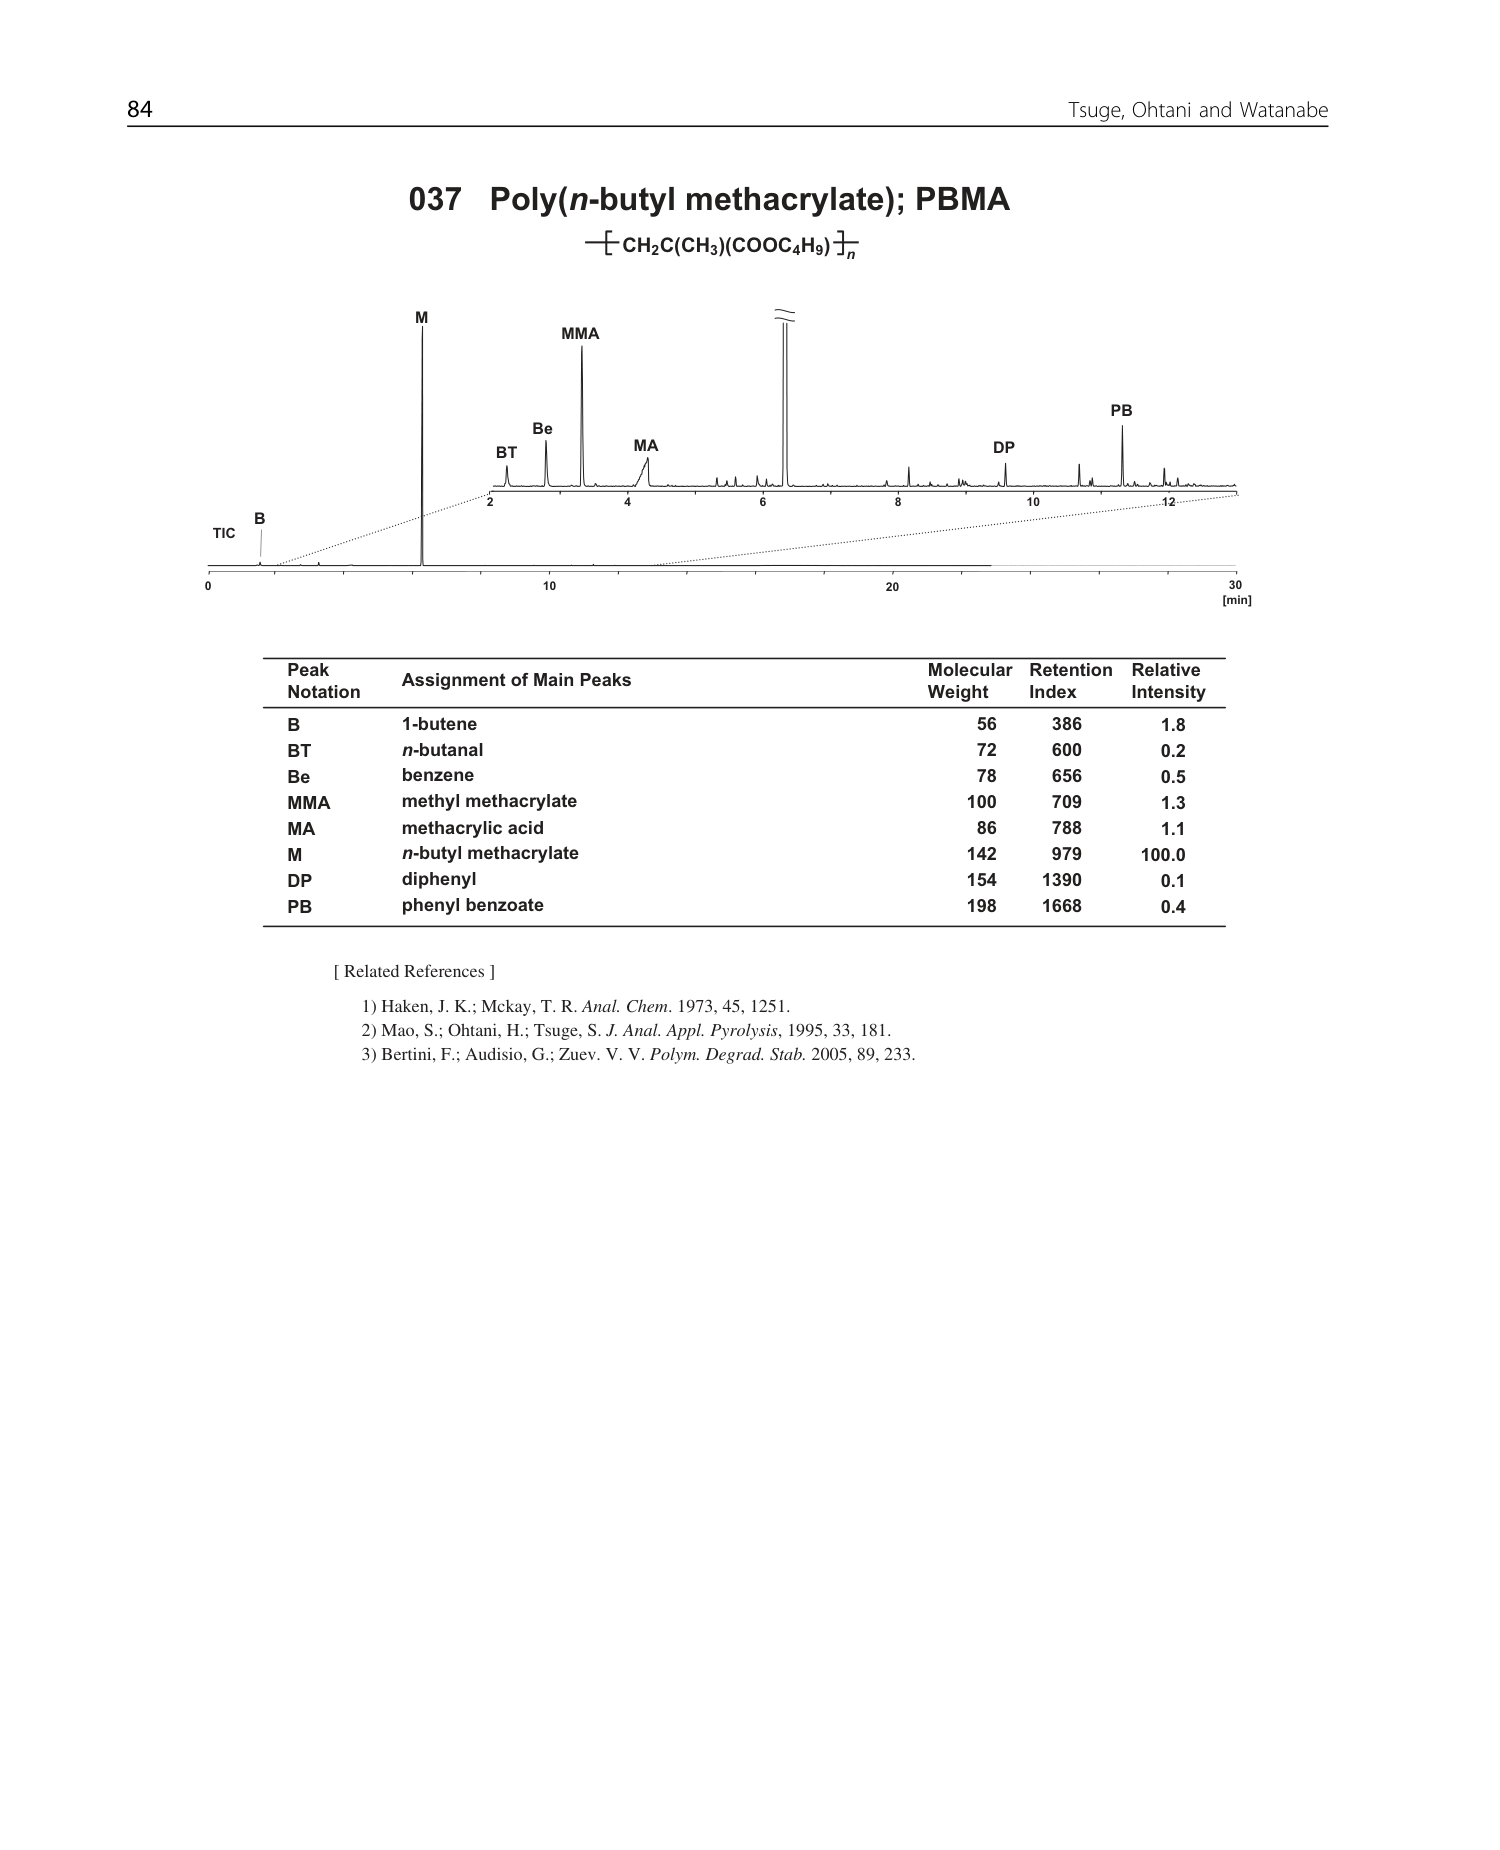 84 Tsuge, Ohtani and Watanabe
037 Poly(n-butyl methacrylate); PBMA
[CH2C(CH3)(COOC4H9)]n
M
MMA
PB
Be
MA
DP
BT
2 4 6 8 10 12
B
TIC
0 10 20 30
[min]
Peak Notation Assignment of Main Peaks Molecular Weight Retention Index Relative Intensity
B 1-butene 56 386 1.8
BT n-butanal 72 600 0.2
Be benzene 78 656 0.5
MMA methyl methacrylate 100 709 1.3
MA methacrylic acid 86 788 1.1
M n-butyl methacrylate 142 979 100.0
DP diphenyl 154 1390 0.1
PB phenyl benzoate 198 1668 0.4
[ Related References ]
1) Haken, J. K.; Mckay, T. R. Anal. Chem. 1973, 45, 1251.
2) Mao, S.; Ohtani, H.; Tsuge, S. J. Anal. Appl. Pyrolysis, 1995, 33, 181.
3) Bertini, F.; Audisio, G.; Zuev. V. V. Polym. Degrad. Stab. 2005, 89, 233.